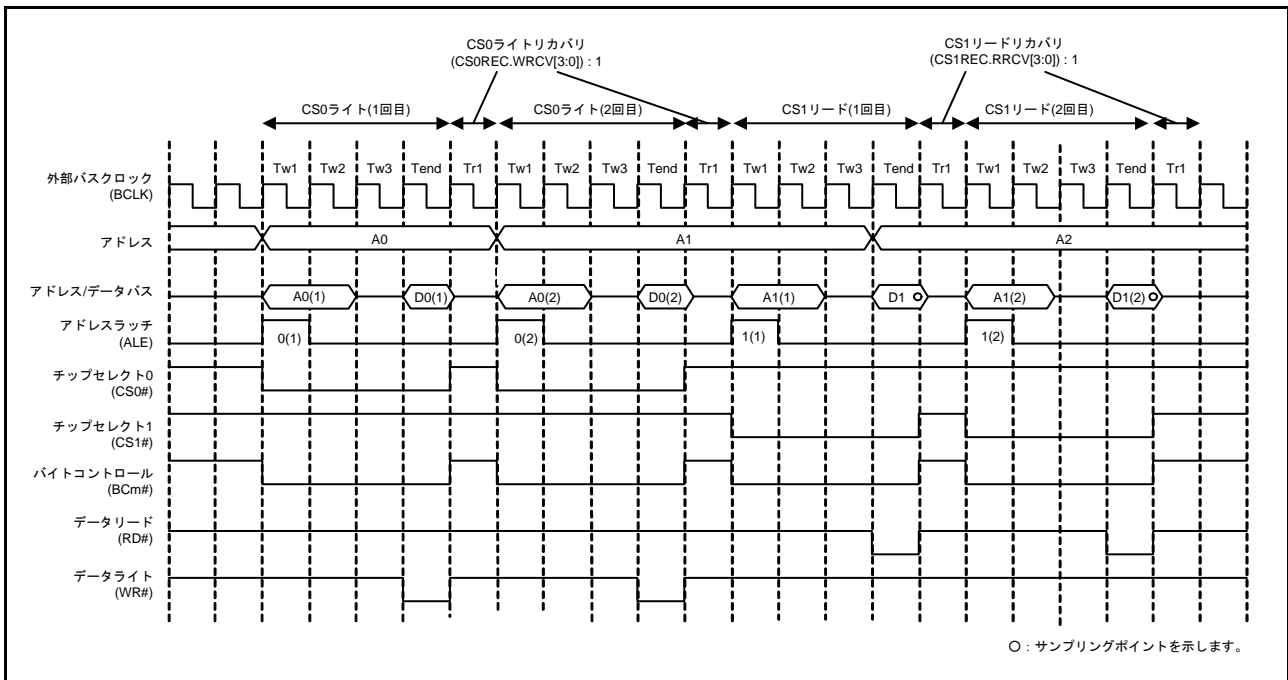 CS0ライトリカバリ
(CS0REC.WRCV[3:0]) : 1
CS1リードリカバリ
(CS1REC.RRCV[3:0]) : 1
CS0ライト(1回目)
CS0ライト(2回目)
CS1リード(1回目)
CS1リード(2回目)
外部バスクロック
(BCLK)
Tw1 Tw2 Tw3 Tend Tr1 Tw1 Tw2 Tw3 Tend Tr1 Tw1 Tw2 Tw3 Tend Tr1 Tw1 Tw2 Tw3 Tend Tr1
アドレス
A0 A1 A2
アドレス/データバス
A0(1) D0(1) A0(2) D0(2) A1(1) D1 A1(2) D1(2)
アドレスラッチ
(ALE)
0(1) 0(2) 1(1) 1(2)
チップセレクト0
(CS0#)
チップセレクト1
(CS1#)
バイトコントロール
(BCm#)
データリード
(RD#)
データライト
(WR#)
○ : サンプリングポイントを示します。